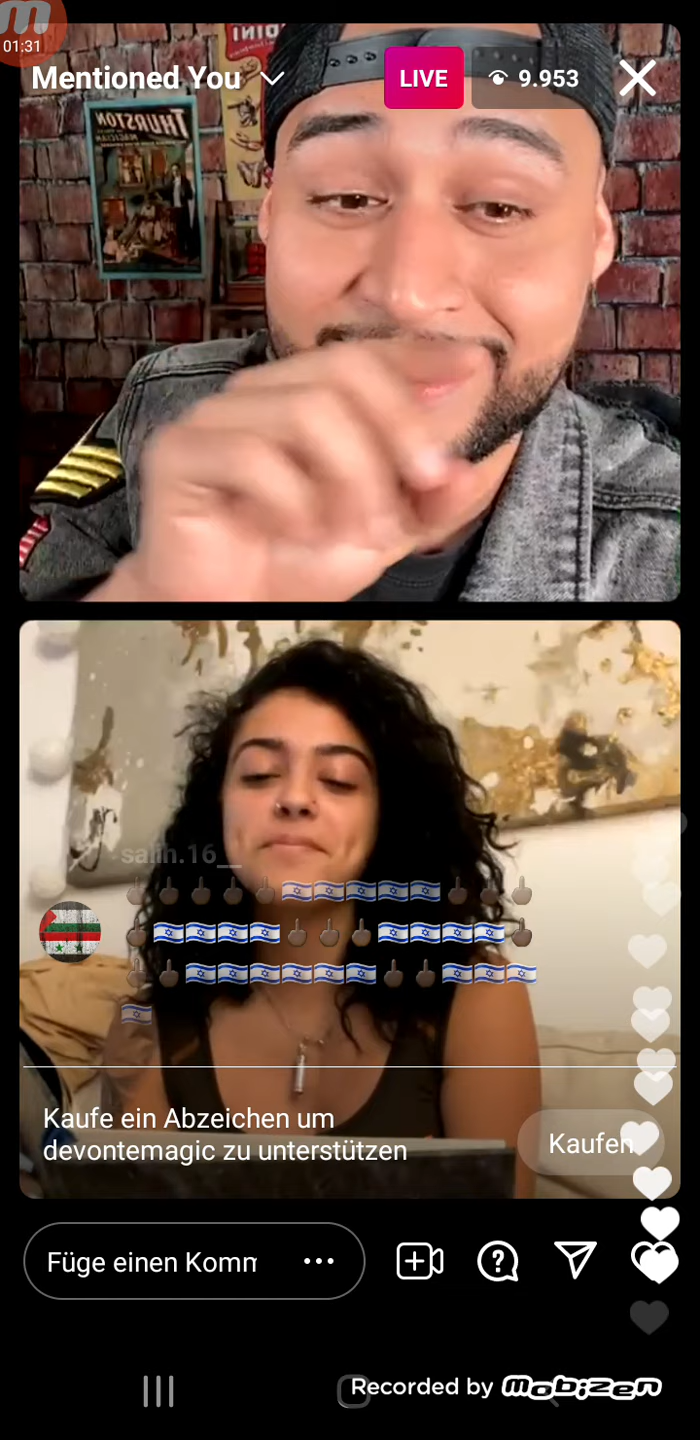 01:31
Mentioned You
LIVE
9.953
THURSTON
salih.16__
🖕🏿🖕🏿🖕🏿🖕🏿🖕🏿🇮🇱🇮🇱🇮🇱🇮🇱🇮🇱🖕🏿🖕🏿🖕🏿
🖕🏿🇮🇱🇮🇱🇮🇱🇮🇱🖕🏿🖕🏿🖕🏿🇮🇱🇮🇱🇮🇱🇮🇱🖕🏿
🖕🏿🖕🏿🇮🇱🇮🇱🇮🇱🇮🇱🇮🇱🇮🇱🖕🏿🖕🏿🇮🇱🇮🇱🇮🇱
🇮🇱
Kaufe ein Abzeichen um
devontemagic zu unterstützen
Kaufen
Füge einen Komm
Recorded by mobizen